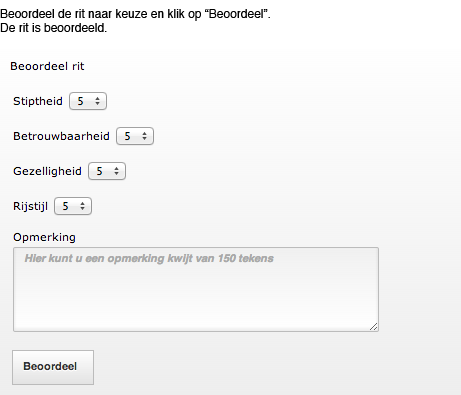 Beoordeel de rit naar keuze en klik op “Beoordeel”.
De rit is beoordeeld.
Beoordeel rit
Stiptheid 5
Betrouwbaarheid 5
Gezelligheid 5
Rijstijl 5
Opmerking
Hier kunt u een opmerking kwijt van 150 tekens
Beoordeel